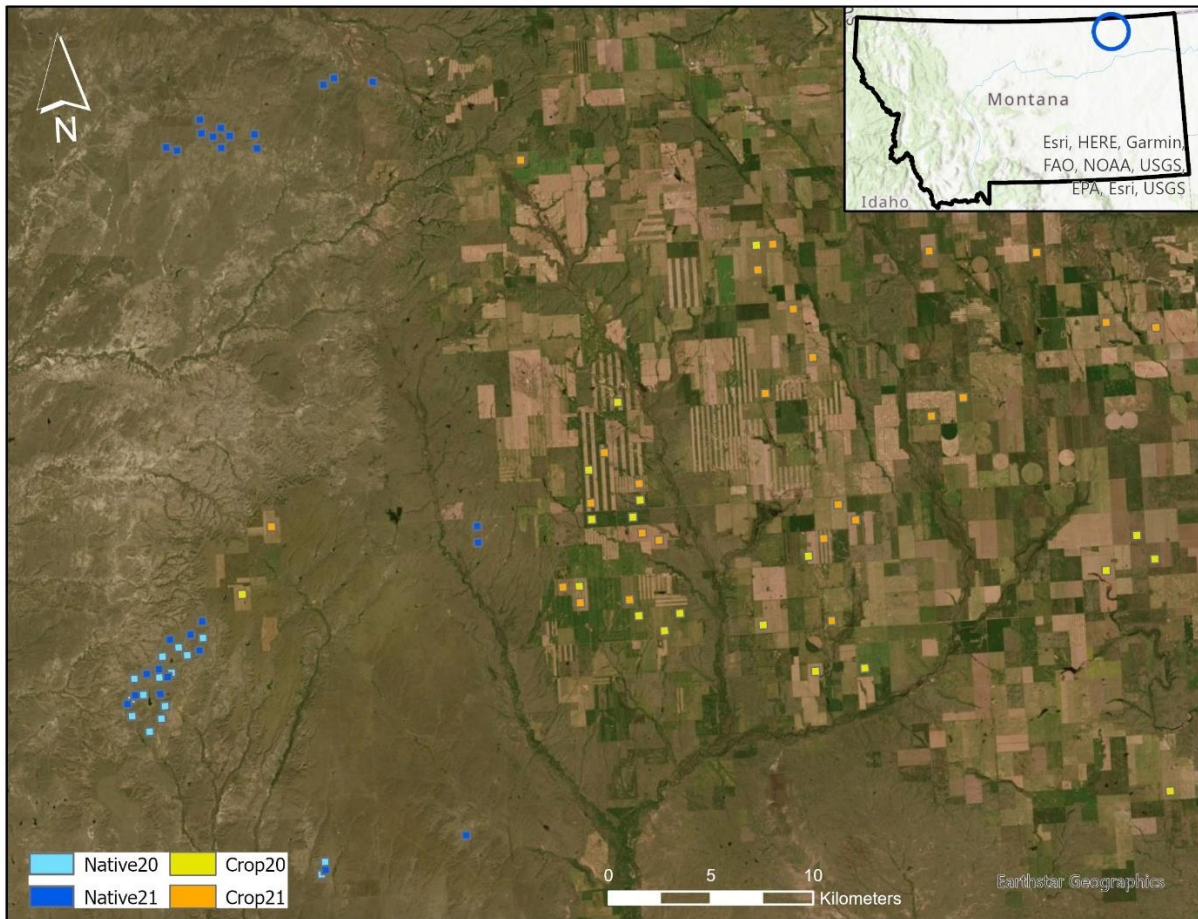 N
Montana
Esri, HERE, Garmin,
FAO, NOAA, USGS,
EPA, Esri, USGS
Idaho
Native20
Crop20
Native21
Crop21
0 5 10
Kilometers
Earthstar Geographics